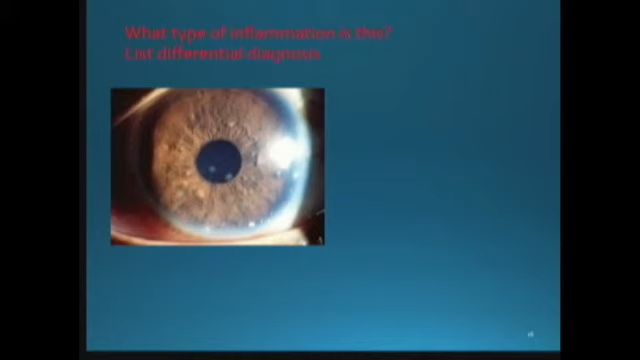 What type of inflammation is this?
List differential diagnosis